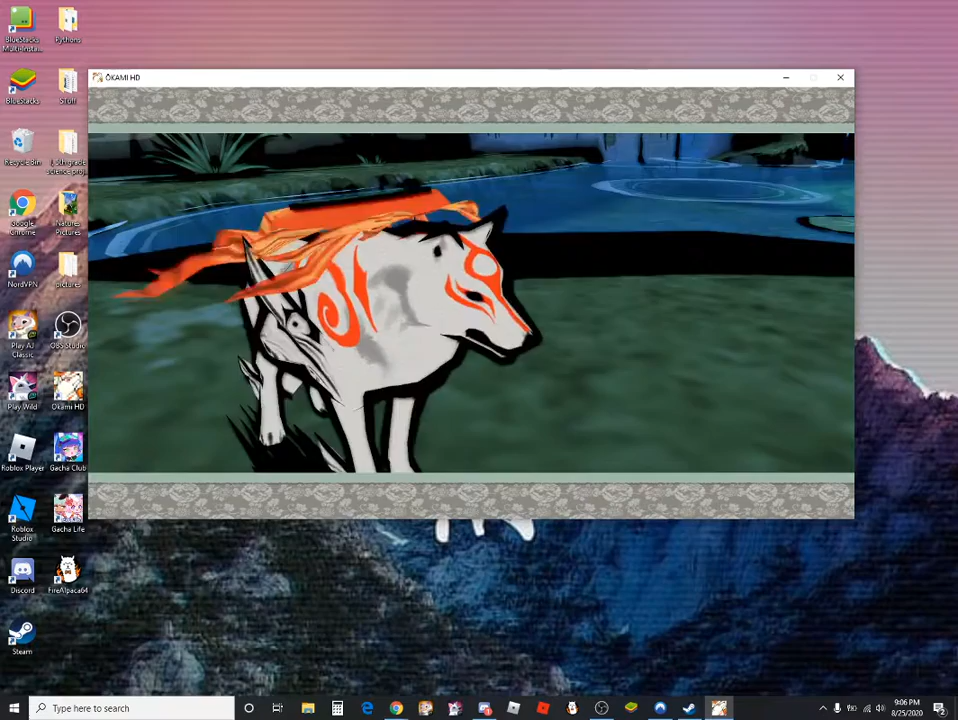 ŌKAMI HD
BlueStacks
Multi-Insta...
Pythons
BlueStacks
STuff
Recycle Bin
Google
Chrome
Natures
Pictures
NordVPN
pictures
Play AJ
Classic
OBS Studio
Play Wild
Okami HD
Roblox Player
Gacha Club
Roblox
Studio
Gacha Life
Discord
FireAlpaca64
Steam
Type here to search
9:06 PM
8/25/2020
2